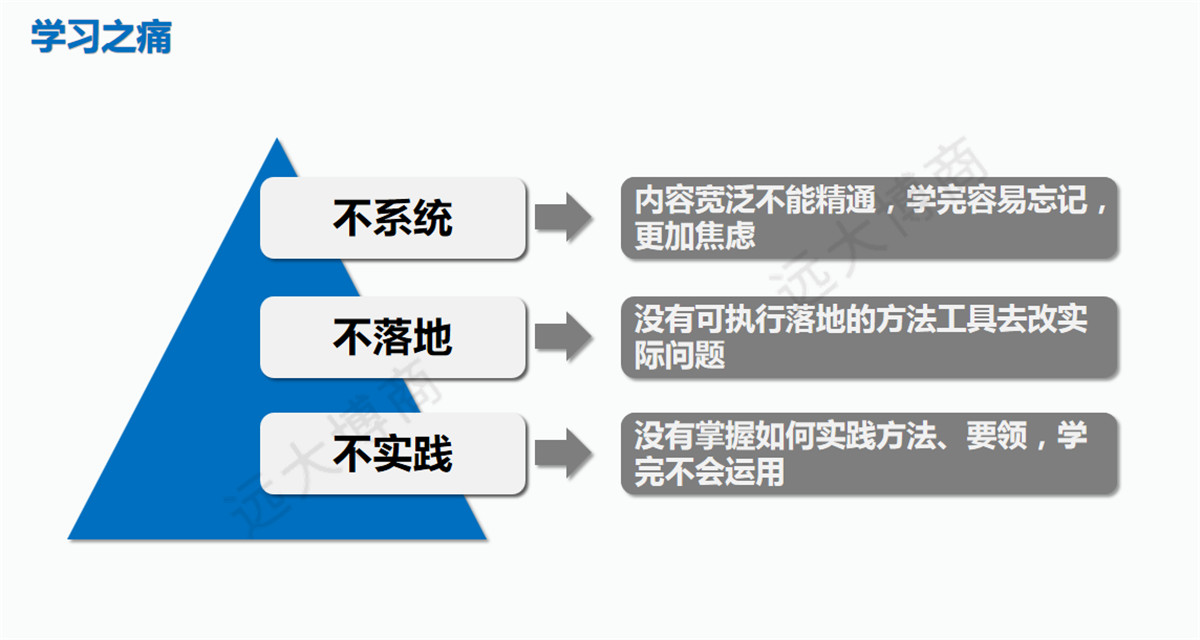 学习之痛
不系统
内容宽泛不能精通，学完容易忘记，
更加焦虑
不落地
没有可执行落地的方法工具去改实
际问题
不实践
没有掌握如何实践方法、要领，学
完不会运用
远大博商
远大博商